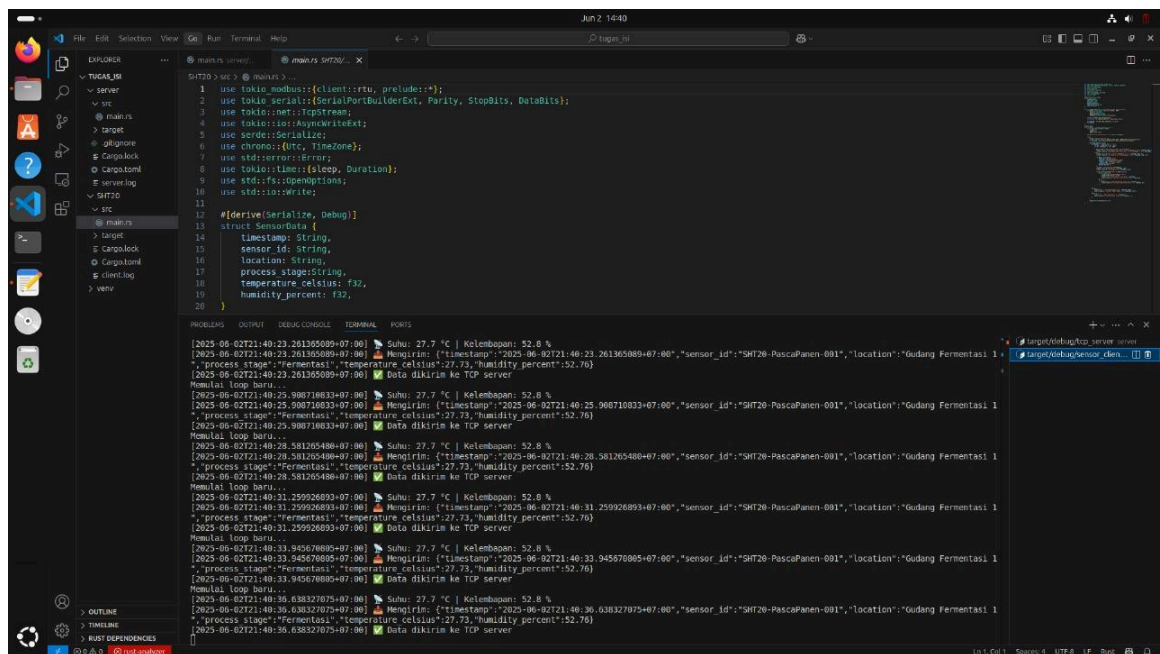 Jun 2 14:40
File Edit Selection View Go Run Terminal Help
tugas_isi
EXPLORER
main.rs server/...
main.rs SHT20/...
TUGAS_ISI
server
src
main.rs
target
.gitignore
Cargo.lock
Cargo.toml
server.log
SHT20
src
main.rs
target
Cargo.lock
Cargo.toml
client.log
venv
OUTLINE
TIMELINE
RUST DEPENDENCIES
SHT20 > src > main.rs > ...
1 use tokio_modbus::{client::rtu, prelude::*};
2 use tokio_serial::{SerialPortBuilderExt, Parity, StopBits, DataBits};
3 use tokio::net::TcpStream;
4 use tokio::io::AsyncWriteExt;
5 use serde::Serialize;
6 use chrono::{Utc, TimeZone};
7 use std::error::Error;
8 use tokio::time::{sleep, Duration};
9 use std::fs::OpenOptions;
10 use std::io::Write;
11
12 #[derive(Serialize, Debug)]
13 struct SensorData {
14 timestamp: String,
15 sensor_id: String,
16 location: String,
17 process_stage:String,
18 temperature_celsius: f32,
19 humidity_percent: f32,
20 }
PROBLEMS OUTPUT DEBUG CONSOLE TERMINAL PORTS
[2025-06-02T21:40:23.261365089+07:00] 📡 Suhu: 27.7 °C | Kelembapan: 52.8 %
[2025-06-02T21:40:23.261365089+07:00] 📤 Mengirim: {"timestamp":"2025-06-02T21:40:23.261365089+07:00","sensor_id":"SHT20-PascaPanen-001","location":"Gudang Fermentasi 1
","process_stage":"Fermentasi","temperature_celsius":27.73,"humidity_percent":52.76}
[2025-06-02T21:40:23.261365089+07:00] ✅ Data dikirim ke TCP server
Memulai loop baru...
[2025-06-02T21:40:25.908710833+07:00] 📡 Suhu: 27.7 °C | Kelembapan: 52.8 %
[2025-06-02T21:40:25.908710833+07:00] 📤 Mengirim: {"timestamp":"2025-06-02T21:40:25.908710833+07:00","sensor_id":"SHT20-PascaPanen-001","location":"Gudang Fermentasi 1
","process_stage":"Fermentasi","temperature_celsius":27.73,"humidity_percent":52.76}
[2025-06-02T21:40:25.908710833+07:00] ✅ Data dikirim ke TCP server
Memulai loop baru...
[2025-06-02T21:40:28.581265480+07:00] 📡 Suhu: 27.7 °C | Kelembapan: 52.8 %
[2025-06-02T21:40:28.581265480+07:00] 📤 Mengirim: {"timestamp":"2025-06-02T21:40:28.581265480+07:00","sensor_id":"SHT20-PascaPanen-001","location":"Gudang Fermentasi 1
","process_stage":"Fermentasi","temperature_celsius":27.73,"humidity_percent":52.76}
[2025-06-02T21:40:28.581265480+07:00] ✅ Data dikirim ke TCP server
Memulai loop baru...
[2025-06-02T21:40:31.259926893+07:00] 📡 Suhu: 27.7 °C | Kelembapan: 52.8 %
[2025-06-02T21:40:31.259926893+07:00] 📤 Mengirim: {"timestamp":"2025-06-02T21:40:31.259926893+07:00","sensor_id":"SHT20-PascaPanen-001","location":"Gudang Fermentasi 1
","process_stage":"Fermentasi","temperature_celsius":27.73,"humidity_percent":52.76}
[2025-06-02T21:40:31.259926893+07:00] ✅ Data dikirim ke TCP server
Memulai loop baru...
[2025-06-02T21:40:33.945670805+07:00] 📡 Suhu: 27.7 °C | Kelembapan: 52.8 %
[2025-06-02T21:40:33.945670805+07:00] 📤 Mengirim: {"timestamp":"2025-06-02T21:40:33.945670805+07:00","sensor_id":"SHT20-PascaPanen-001","location":"Gudang Fermentasi 1
","process_stage":"Fermentasi","temperature_celsius":27.73,"humidity_percent":52.76}
[2025-06-02T21:40:33.945670805+07:00] ✅ Data dikirim ke TCP server
Memulai loop baru...
[2025-06-02T21:40:36.638327075+07:00] 📡 Suhu: 27.7 °C | Kelembapan: 52.8 %
[2025-06-02T21:40:36.638327075+07:00] 📤 Mengirim: {"timestamp":"2025-06-02T21:40:36.638327075+07:00","sensor_id":"SHT20-PascaPanen-001","location":"Gudang Fermentasi 1
","process_stage":"Fermentasi","temperature_celsius":27.73,"humidity_percent":52.76}
[2025-06-02T21:40:36.638327075+07:00] ✅ Data dikirim ke TCP server
target/debug/tcp_server server
target/debug/sensor_clien...
0 0 rust-analyzer
Ln 1, Col 1 Spaces: 4 UTF-8 LF Rust